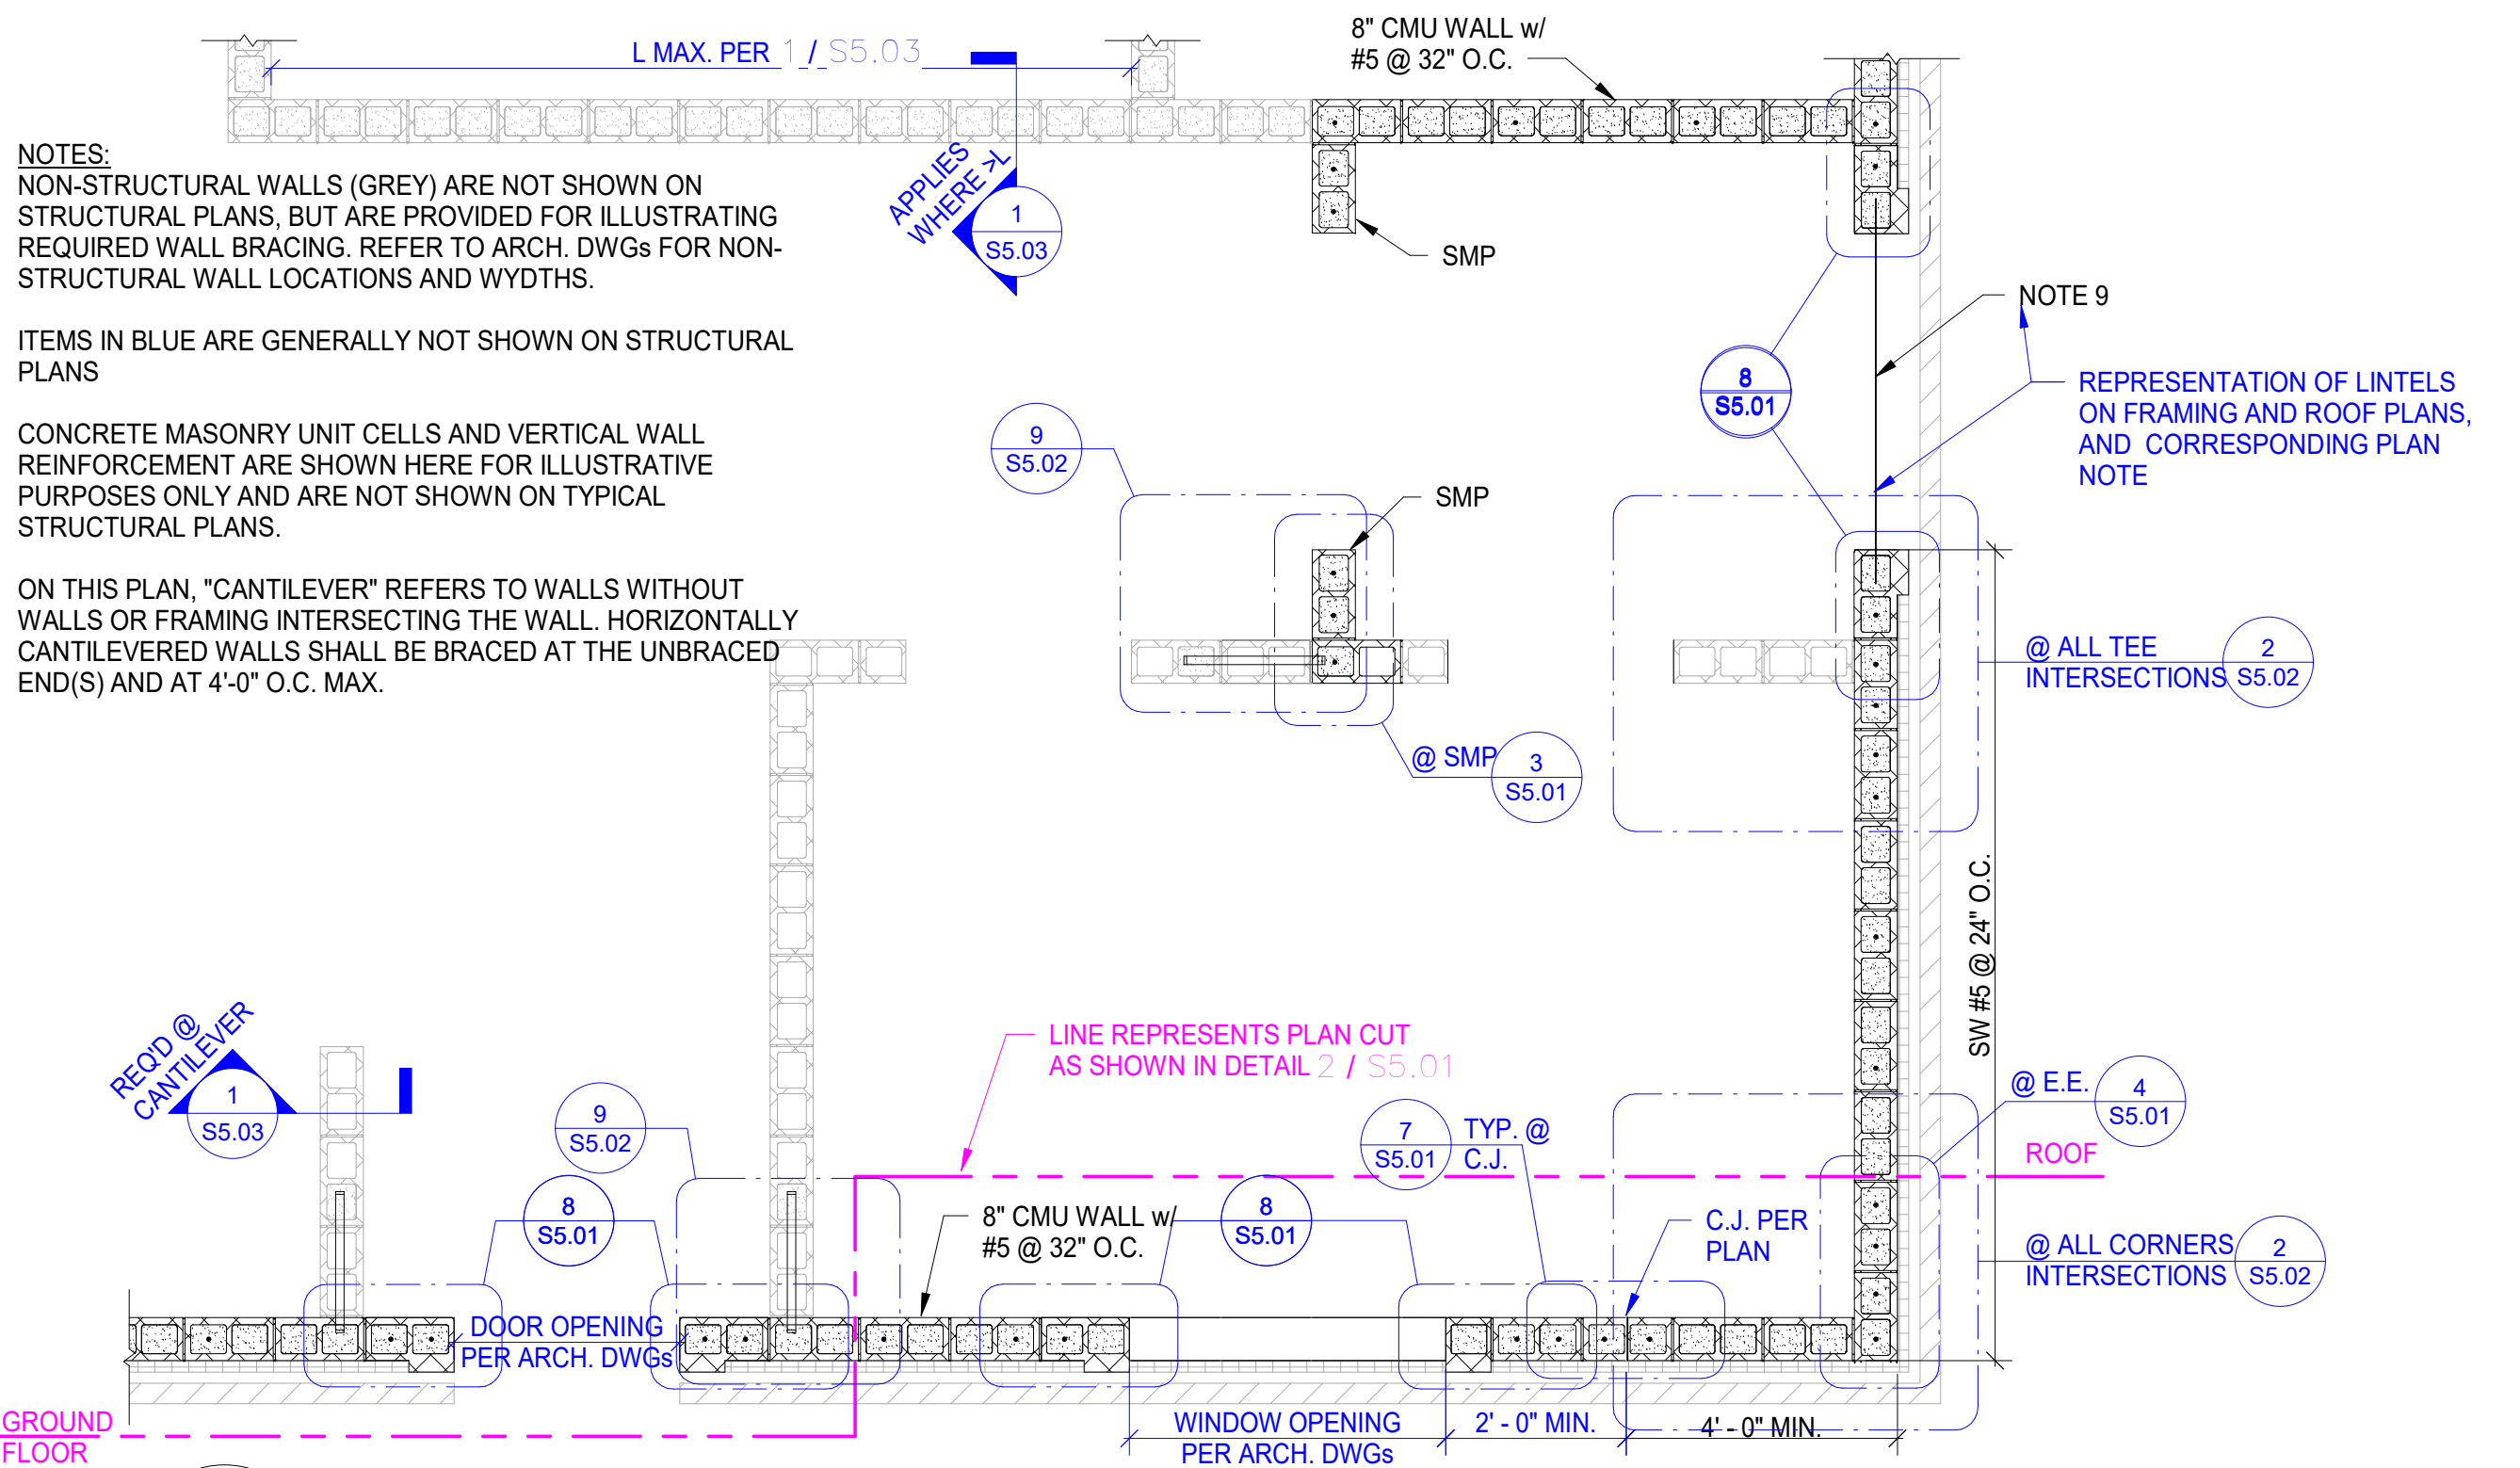 L MAX. PER 1 / S5.03
8" CMU WALL w/
#5 @ 32" O.C.
NOTES:
NON-STRUCTURAL WALLS (GREY) ARE NOT SHOWN ON
STRUCTURAL PLANS, BUT ARE PROVIDED FOR ILLUSTRATING
REQUIRED WALL BRACING. REFER TO ARCH. DWGs FOR NON-
STRUCTURAL WALL LOCATIONS AND WYDTHS.
ITEMS IN BLUE ARE GENERALLY NOT SHOWN ON STRUCTURAL
PLANS
CONCRETE MASONRY UNIT CELLS AND VERTICAL WALL
REINFORCEMENT ARE SHOWN HERE FOR ILLUSTRATIVE
PURPOSES ONLY AND ARE NOT SHOWN ON TYPICAL
STRUCTURAL PLANS.
ON THIS PLAN, "CANTILEVER" REFERS TO WALLS WITHOUT
WALLS OR FRAMING INTERSECTING THE WALL. HORIZONTALLY
CANTILEVERED WALLS SHALL BE BRACED AT THE UNBRACED
END(S) AND AT 4'-0" O.C. MAX.
APPLIES
WHERE >L
1
S5.03
SMP
NOTE 9
8
S5.01
REPRESENTATION OF LINTELS
ON FRAMING AND ROOF PLANS,
AND CORRESPONDING PLAN
NOTE
9
S5.02
SMP
@ ALL TEE
INTERSECTIONS
2
S5.02
@ SMP
3
S5.01
SW #5 @ 24" O.C.
REQ'D @
CANTILEVER
1
S5.03
LINE REPRESENTS PLAN CUT
AS SHOWN IN DETAIL 2 / S5.01
9
S5.02
7
S5.01
TYP. @
C.J.
@ E.E.
4
S5.01
ROOF
8
S5.01
8" CMU WALL w/
#5 @ 32" O.C.
8
S5.01
C.J. PER
PLAN
@ ALL CORNERS
INTERSECTIONS
2
S5.02
DOOR OPENING
PER ARCH. DWGs
GROUND
FLOOR
WINDOW OPENING
PER ARCH. DWGs
2' - 0" MIN.
4' - 0" MIN.